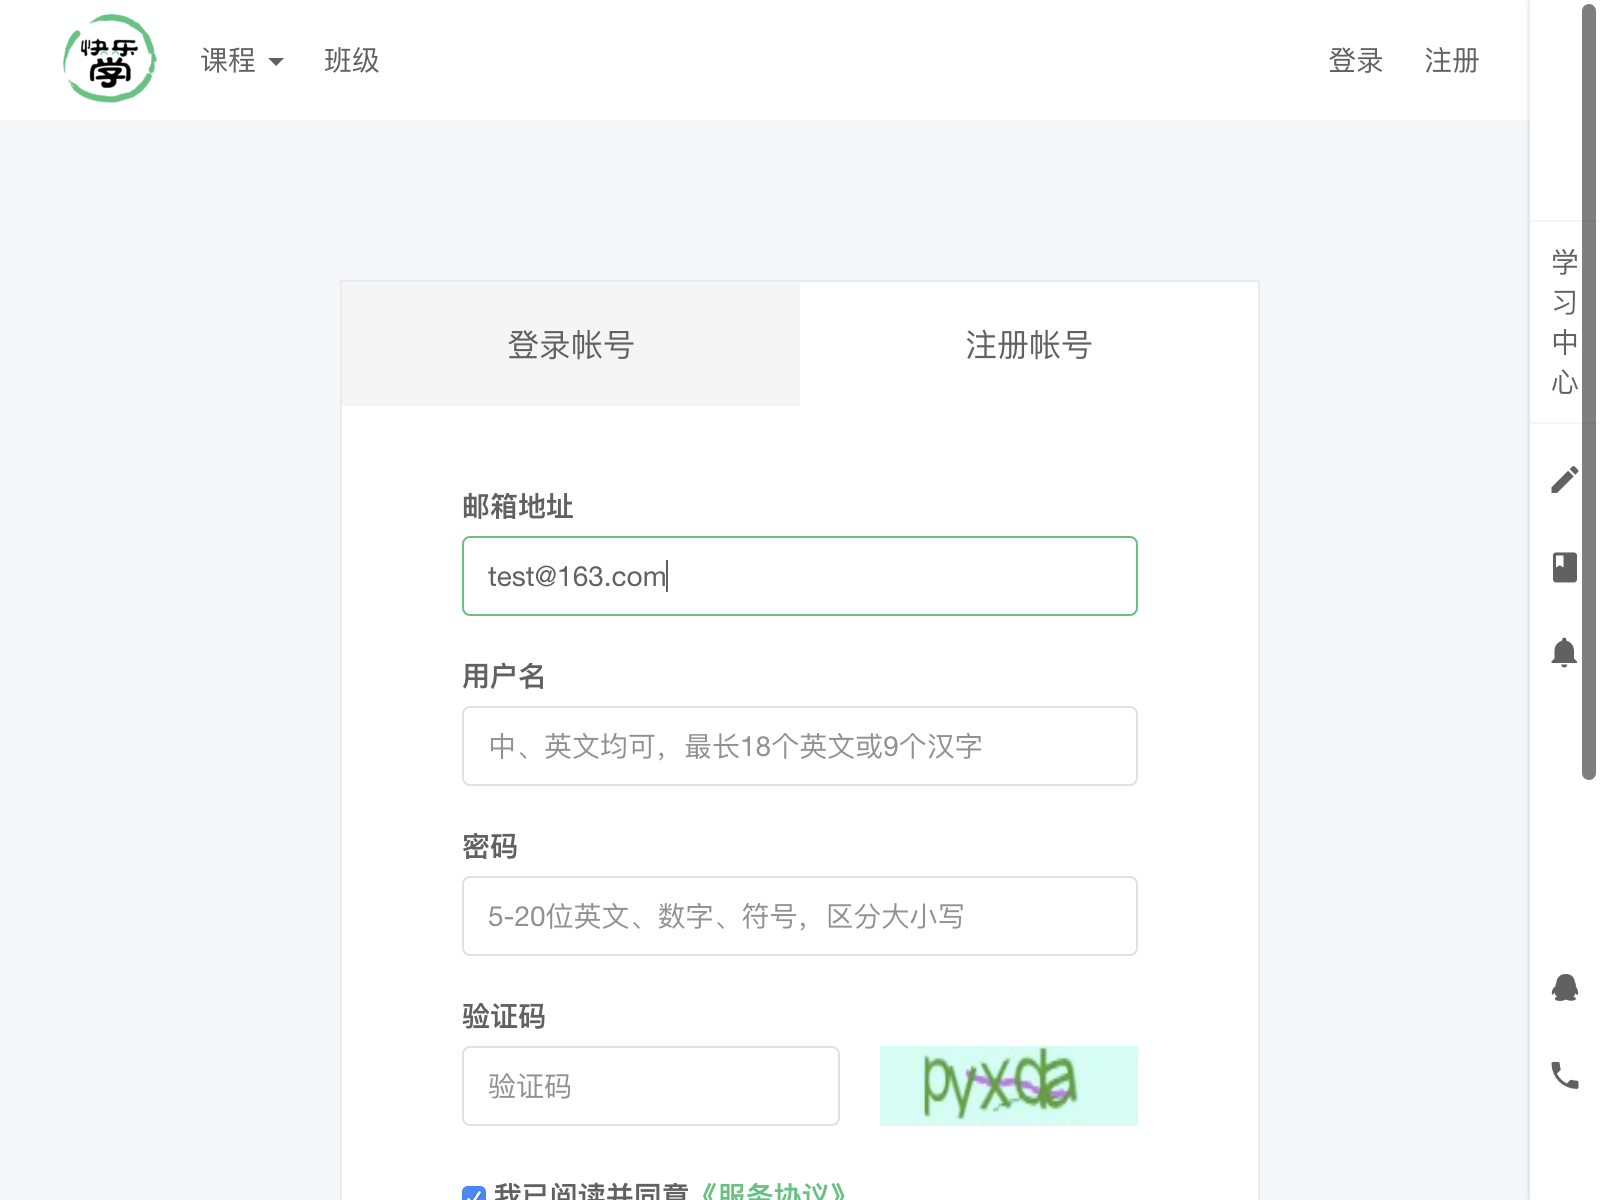 快乐
学
课程
班级
登录
注册
登录帐号
注册帐号
邮箱地址
test@163.com
用户名
中、英文均可，最长18个英文或9个汉字
密码
5-20位英文、数字、符号，区分大小写
验证码
验证码
pyxda
我已阅读并同意《服务协议》
学
习
中
心